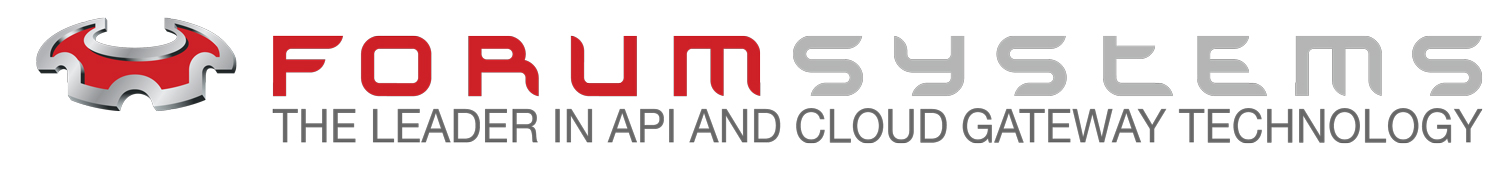 FORUMSYSTEMS
THE LEADER IN API AND CLOUD GATEWAY TECHNOLOGY